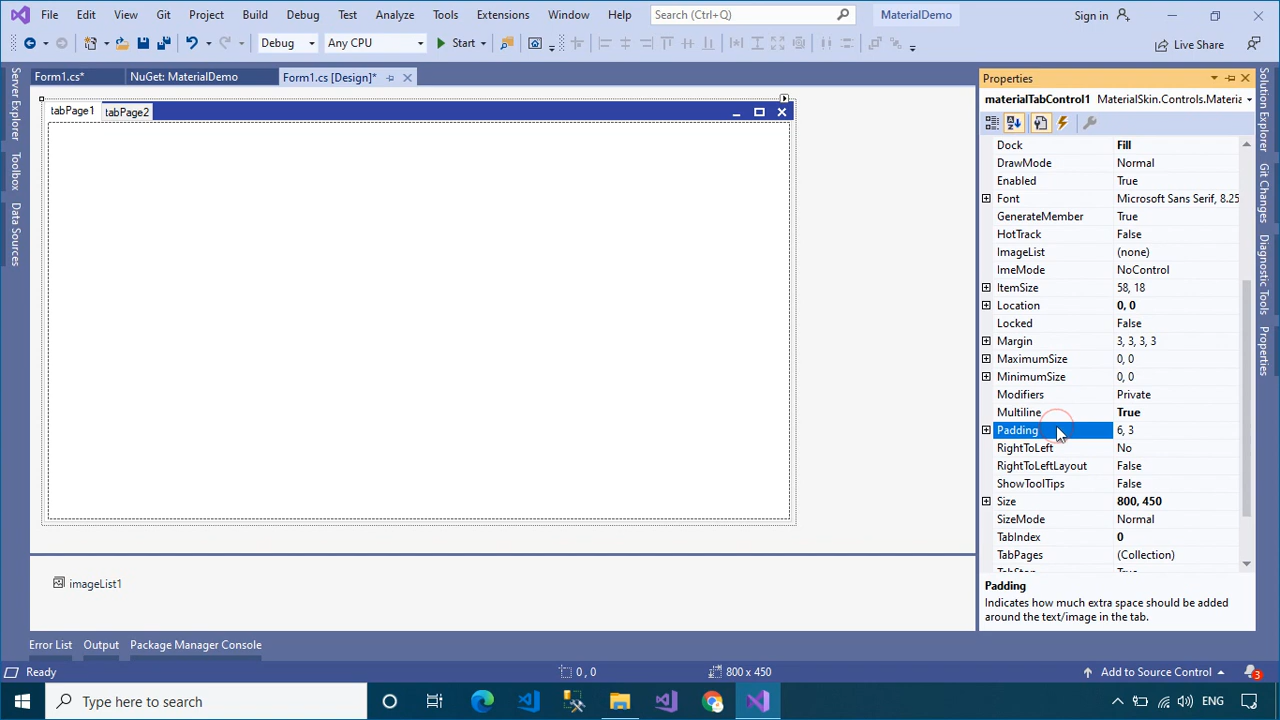 File Edit View Git Project Build Debug Test Analyze Tools Extensions Window Help Search (Ctrl+Q) MaterialDemo Sign in
Debug Any CPU Start Live Share
Form1.cs* NuGet: MaterialDemo Form1.cs [Design]* Properties
materialTabControl1 MaterialSkin.Controls.Materia
tabPage1 tabPage2
Server Explorer
Toolbox
Data Sources
Dock Fill
DrawMode Normal
Enabled True
Font Microsoft Sans Serif, 8.25
GenerateMember True
HotTrack False
ImageList (none)
ImeMode NoControl
ItemSize 58, 18
Location 0, 0
Locked False
Margin 3, 3, 3, 3
MaximumSize 0, 0
MinimumSize 0, 0
Modifiers Private
Multiline True
Padding 6, 3
RightToLeft No
RightToLeftLayout False
ShowToolTips False
Size 800, 450
SizeMode Normal
TabIndex 0
TabPages (Collection)
TabStop True
Padding
Indicates how much extra space should be added
around the text/image in the tab.
Solution Explorer
Git Changes
Diagnostic Tools
Properties
imageList1
Error List Output Package Manager Console
Ready 0 , 0 800 x 450 Add to Source Control 3
Type here to search ENG